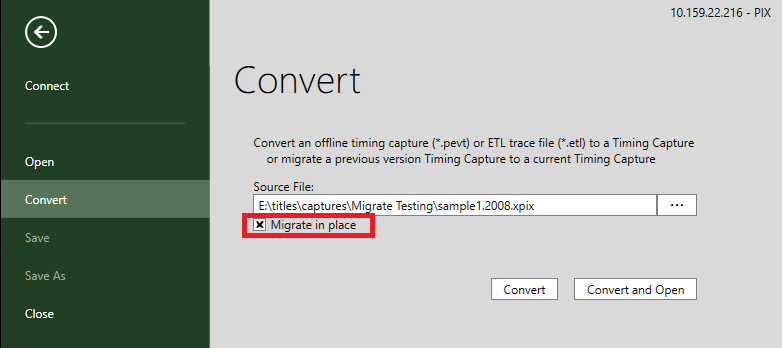 10.159.22.216 - PIX
Connect
Open
Convert
Save
Save As
Close
Convert
Convert an offline timing capture (*.pevt) or ETL trace file (*.etl) to a Timing Capture
or migrate a previous version Timing Capture to a current Timing Capture
Source File:
E:\titles\captures\Migrate Testing\sample1.2008.xpix
...
Migrate in place
Convert
Convert and Open